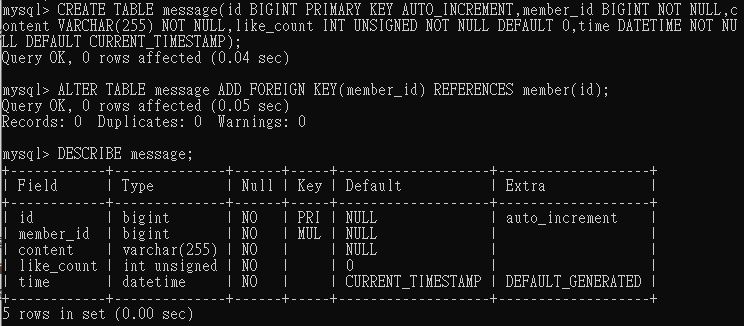 mysql> CREATE TABLE message(id BIGINT PRIMARY KEY AUTO_INCREMENT,member_id BIGINT NOT NULL,c
ontent VARCHAR(255) NOT NULL,like_count INT UNSIGNED NOT NULL DEFAULT 0,time DATETIME NOT NU
LL DEFAULT CURRENT_TIMESTAMP);
Query OK, 0 rows affected (0.04 sec)

mysql> ALTER TABLE message ADD FOREIGN KEY(member_id) REFERENCES member(id);
Query OK, 0 rows affected (0.05 sec)
Records: 0  Duplicates: 0  Warnings: 0

mysql> DESCRIBE message;
+------------+--------------+------+-----+-------------------+-------------------+
| Field      | Type         | Null | Key | Default           | Extra             |
+------------+--------------+------+-----+-------------------+-------------------+
| id         | bigint       | NO   | PRI | NULL              | auto_increment    |
| member_id  | bigint       | NO   | MUL | NULL              |                   |
| content    | varchar(255) | NO   |     | NULL              |                   |
| like_count | int unsigned | NO   |     | 0                 |                   |
| time       | datetime     | NO   |     | CURRENT_TIMESTAMP | DEFAULT_GENERATED |
+------------+--------------+------+-----+-------------------+-------------------+
5 rows in set (0.00 sec)